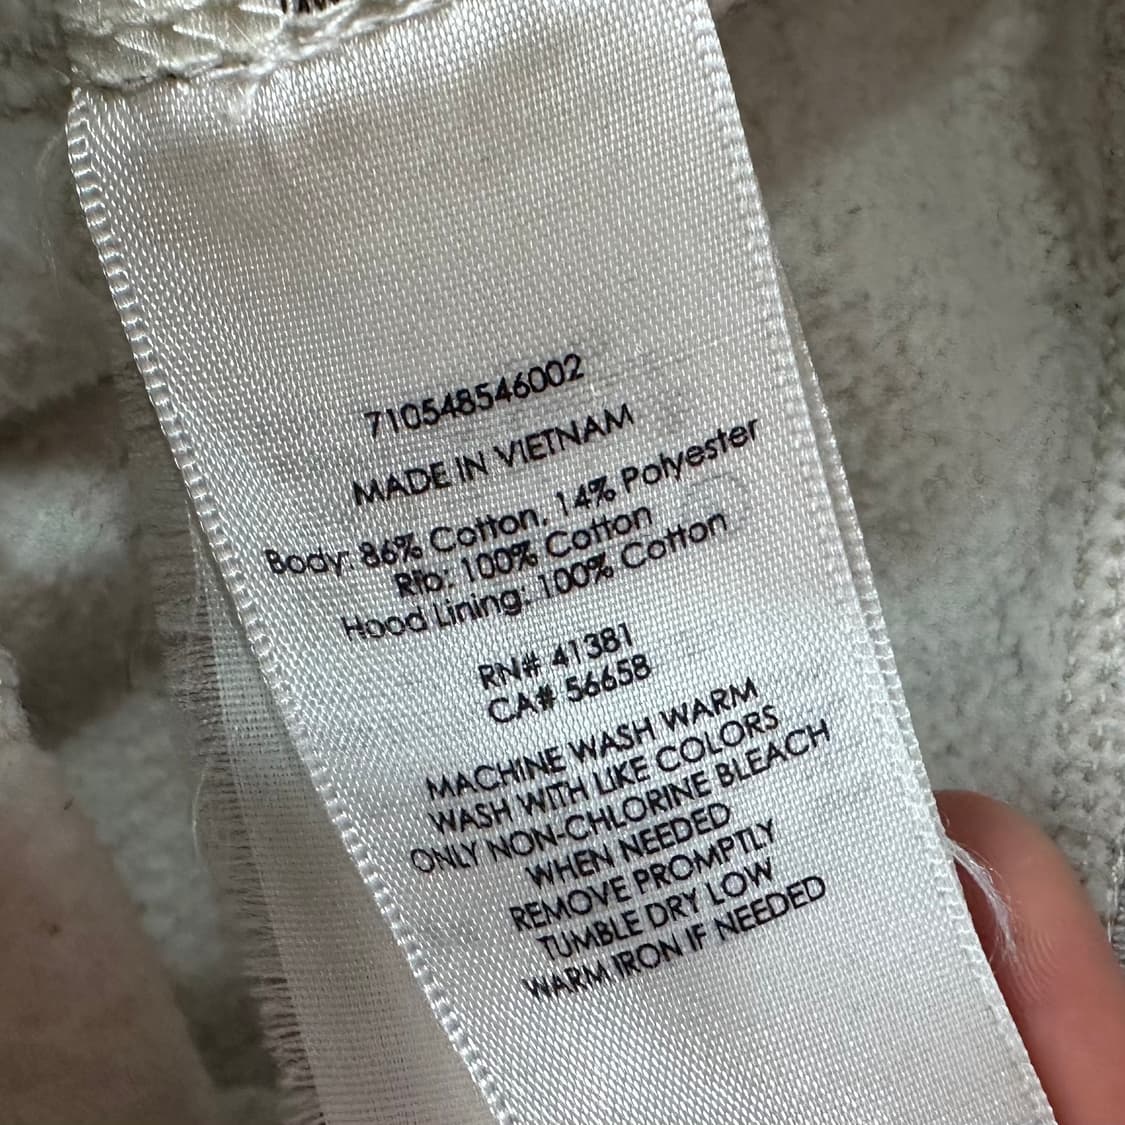 710548546002
MADE IN VIETNAM
Body: 86% Cotton, 14% Polyester
Rib: 100% Cotton
Hood Lining: 100% Cotton
RN# 41381
CA# 56658
MACHINE WASH WARM
WASH WITH LIKE COLORS
ONLY NON-CHLORINE BLEACH
WHEN NEEDED
REMOVE PROMPTLY
TUMBLE DRY LOW
WARM IRON IF NEEDED